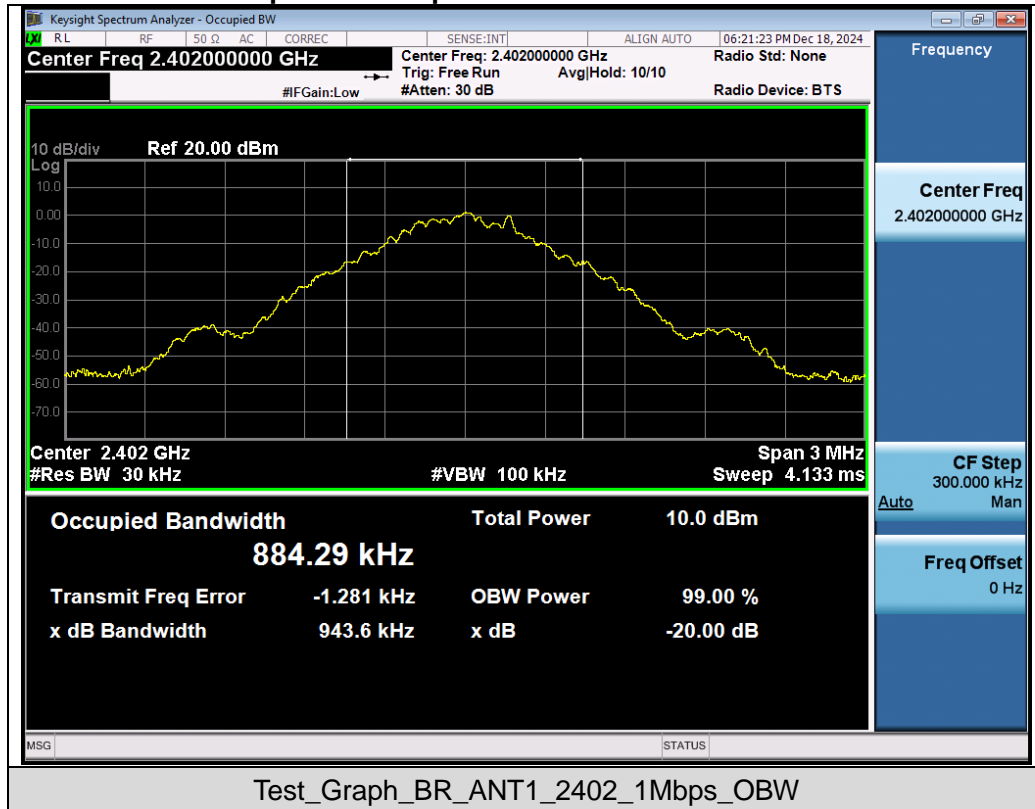 Keysight Spectrum Analyzer - Occupied BW
LXI RL RF 50 Ω AC CORREC SENSE:INT ALIGN AUTO 06:21:23 PM Dec 18, 2024
Center Freq 2.402000000 GHz
Center Freq: 2.402000000 GHz
Radio Std: None
Trig: Free Run Avg|Hold: 10/10
#IFGain:Low
#Atten: 30 dB
Radio Device: BTS
10 dB/div Ref 20.00 dBm
Log
10.0
0.00
-10.0
-20.0
-30.0
-40.0
-50.0
-60.0
-70.0
Center 2.402 GHz Span 3 MHz
#Res BW 30 kHz #VBW 100 kHz Sweep 4.133 ms
Occupied Bandwidth Total Power 10.0 dBm
884.29 kHz
Transmit Freq Error -1.281 kHz OBW Power 99.00 %
x dB Bandwidth 943.6 kHz x dB -20.00 dB
MSG STATUS
Frequency
Center Freq
2.402000000 GHz
CF Step
300.000 kHz
Auto Man
Freq Offset
0 Hz
Test_Graph_BR_ANT1_2402_1Mbps_OBW